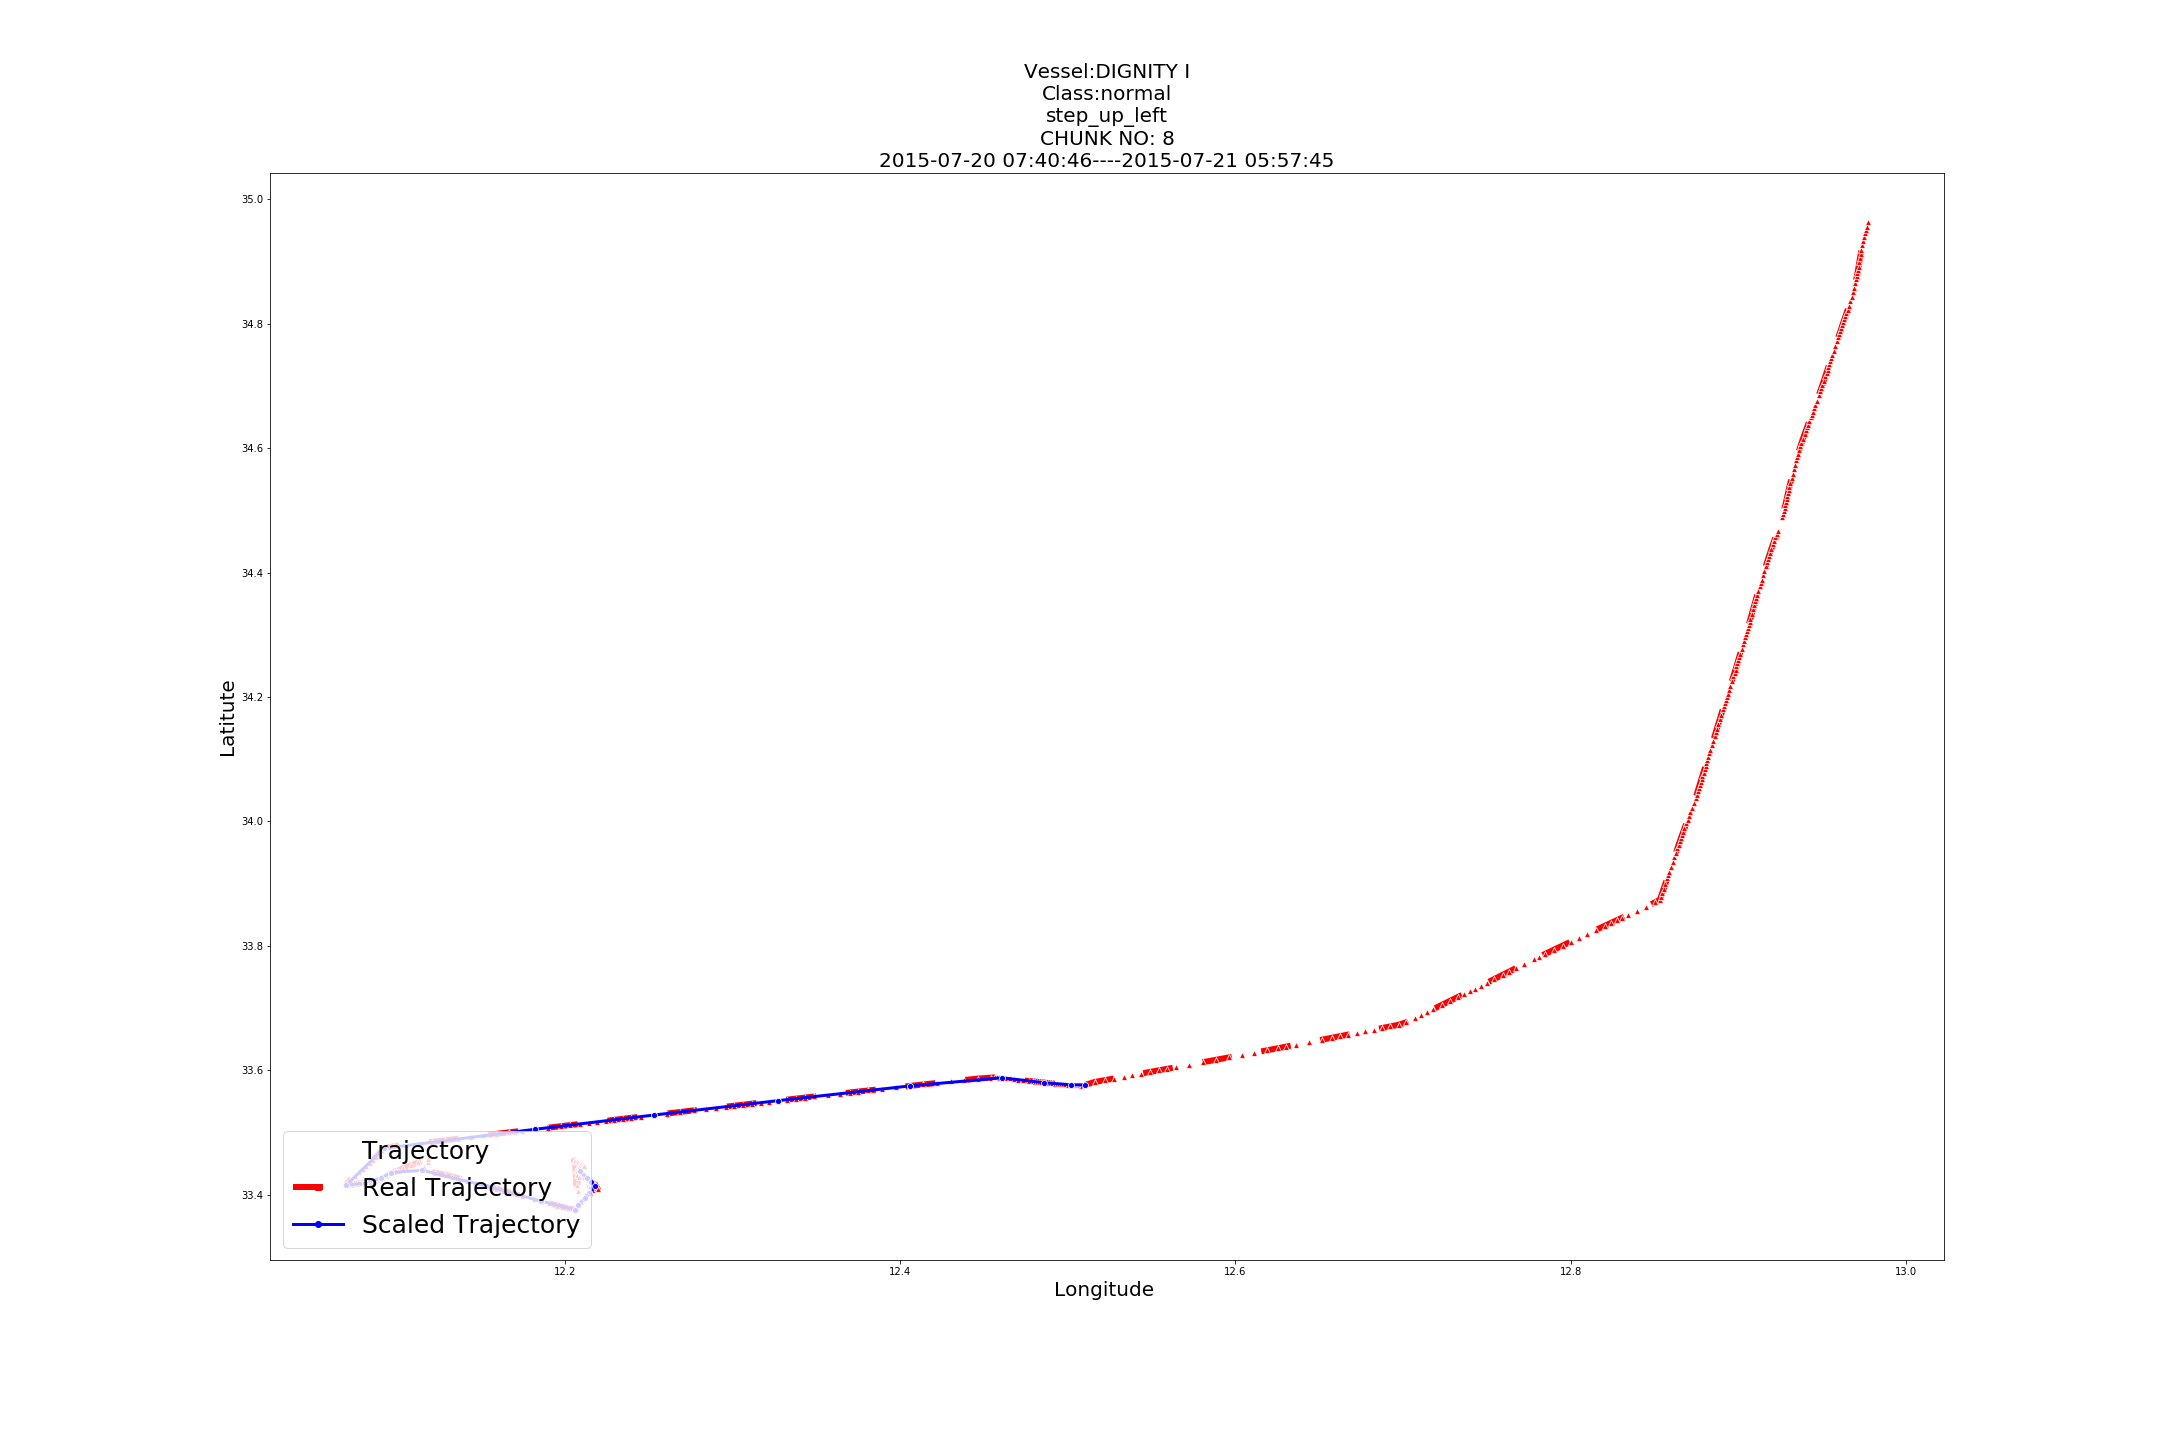 Vessel:DIGNITY I
Class:normal
step_up_left
CHUNK NO: 8
2015-07-20 07:40:46----2015-07-21 05:57:45
35.0
34.8
34.6
34.4
34.2
34.0
33.8
33.6
33.4
Latitute
Trajectory
Real Trajectory
Scaled Trajectory
12.2
12.4
12.6
12.8
13.0
Longitude